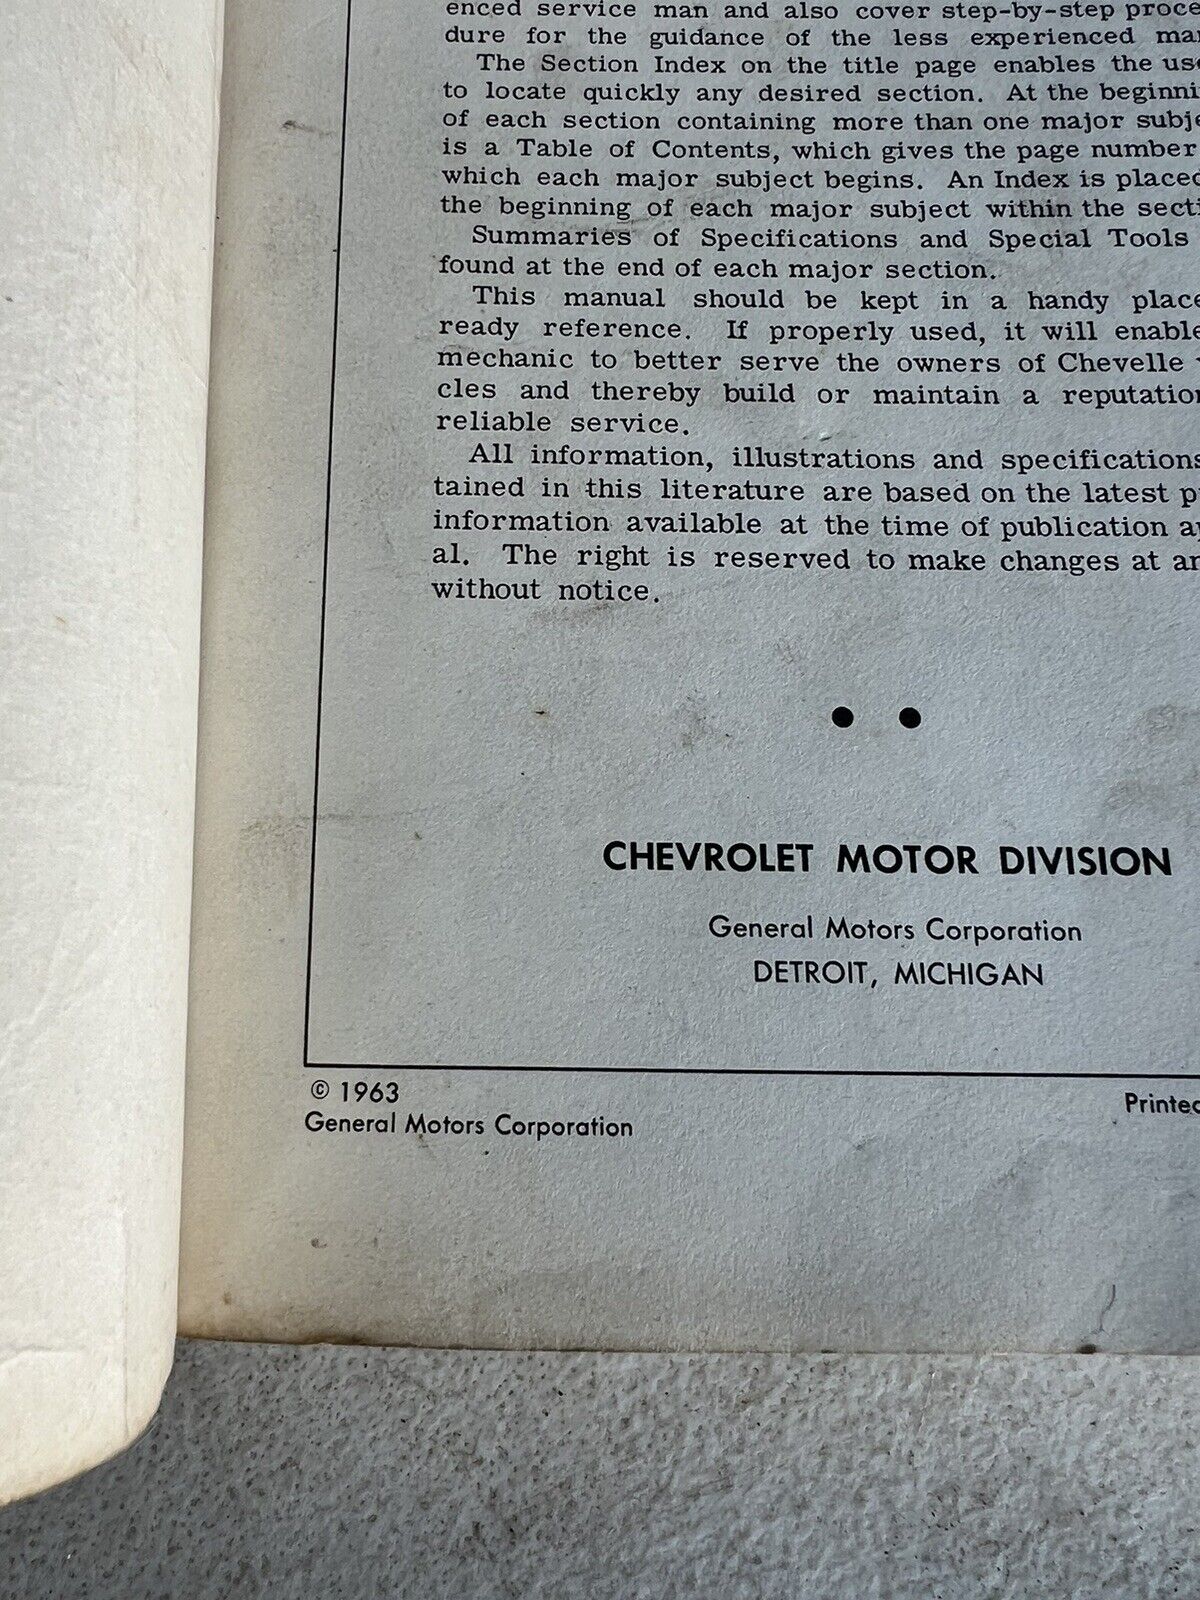 enced service man and also cover step-by-step proce
dure for the guidance of the less experienced
The Section Index on the title page enables the
to locate quickly any desired section. At the
of each section containing more than one major
is a Table of Contents, which gives the page number
which each major subject begins. An Index is placed
the beginning of each major subject within the
Summaries of Specifications and Special Tools
found at the end of each major section.
This manual should be kept in a handy place
ready reference. If properly used, it will enable
mechanic to better serve the owners of Chevelle
cles and thereby build or maintain a reputation
reliable service.
All information, illustrations and specifications
tained in this literature are based on the latest
information available at the time of publication
al. The right is reserved to make changes at
without notice.
CHEVROLET MOTOR DIVISION
General Motors Corporation
DETROIT, MICHIGAN
© 1963
General Motors Corporation
Printed